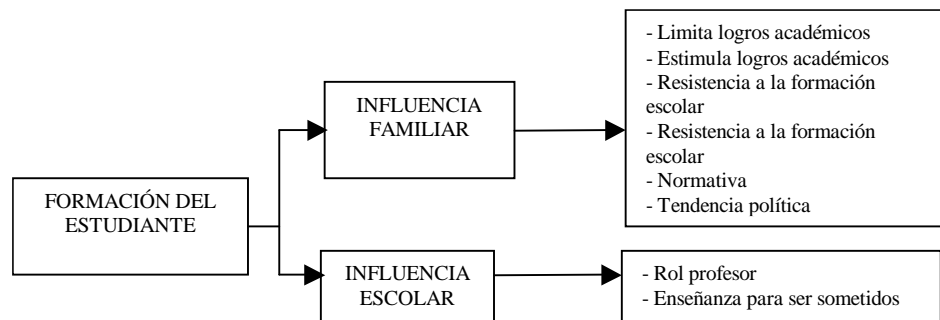 FORMACIÓN DEL
ESTUDIANTE
INFLUENCIA
FAMILIAR
- Limita logros académicos
- Estimula logros académicos
- Resistencia a la formación
escolar
- Resistencia a la formación
escolar
- Normativa
- Tendencia política
INFLUENCIA
ESCOLAR
- Rol profesor
- Enseñanza para ser sometidos